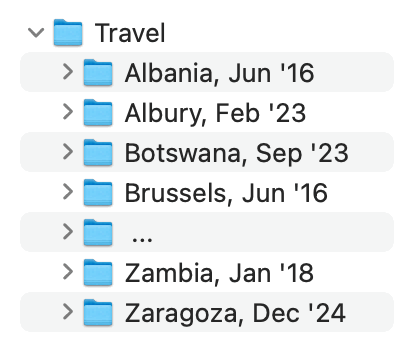 Travel
Albania, Jun '16
Albury, Feb '23
Botswana, Sep '23
Brussels, Jun '16
...
Zambia, Jan '18
Zaragoza, Dec '24